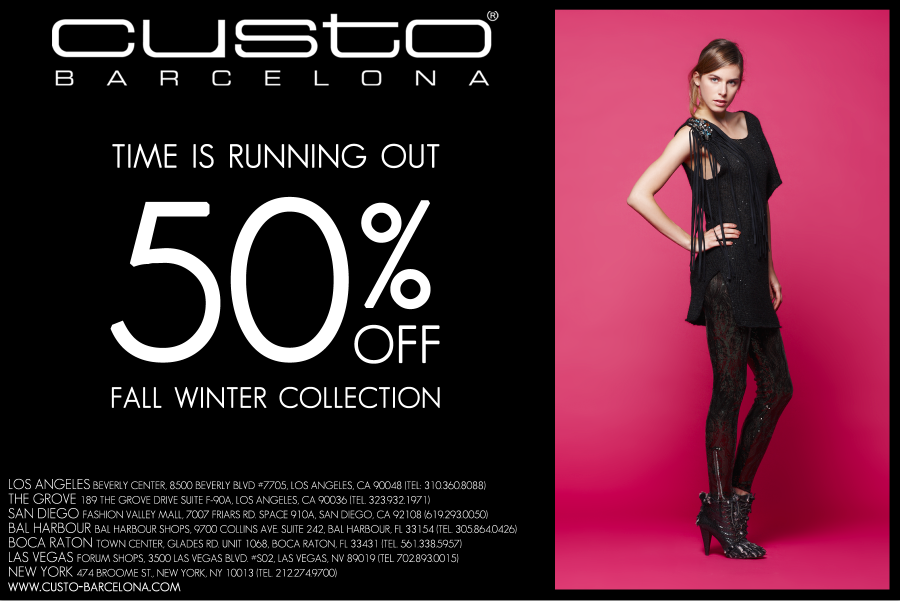 custo®
BARCELONA
TIME IS RUNNING OUT
50%
OFF
FALL WINTER COLLECTION
LOS ANGELES BEVERLY CENTER, 8500 BEVERLY BLVD #7705, LOS ANGELES, CA 90048 (TEL: 310.360.8088)
THE GROVE 189 THE GROVE DRIVE SUITE F-90A, LOS ANGELES, CA 90036 (TEL. 323.932.1971)
SAN DIEGO FASHION VALLEY MALL, 7007 FRIARS RD. SPACE 910A, SAN DIEGO, CA 92108 (619.293.0050)
BAL HARBOUR BAL HARBOUR SHOPS, 9700 COLLINS AVE. SUITE 242, BAL HARBOUR, FL 33154 (TEL. 305.864.0426)
BOCA RATON TOWN CENTER, GLADES RD. UNIT 1068, BOCA RATON, FL 33431 (TEL. 561.338.5957)
LAS VEGAS FORUM SHOPS, 3500 LAS VEGAS BLVD. #S02, LAS VEGAS, NV 89019 (TEL 702.893.0015)
NEW YORK 474 BROOME ST., NEW YORK, NY 10013 (TEL. 212.274.9700)
WWW.CUSTO-BARCELONA.COM